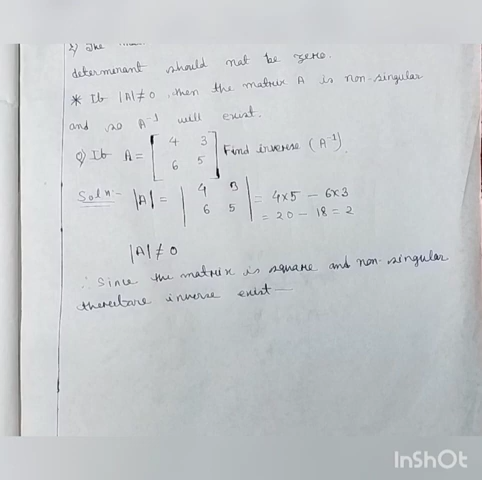 2) The
determinant should not be zero.
* If |A| ≠ 0, then the matrix A is non-singular
and so A⁻¹ will exist.
Q) If A = [4 3
6 5] Find inverse (A⁻¹).
Soln:- |A| = |4 3
6 5| = 4×5 - 6×3
= 20 - 18 = 2
|A| ≠ 0
∴ Since the matrix is square and non-singular
therefore inverse exist
InShOt